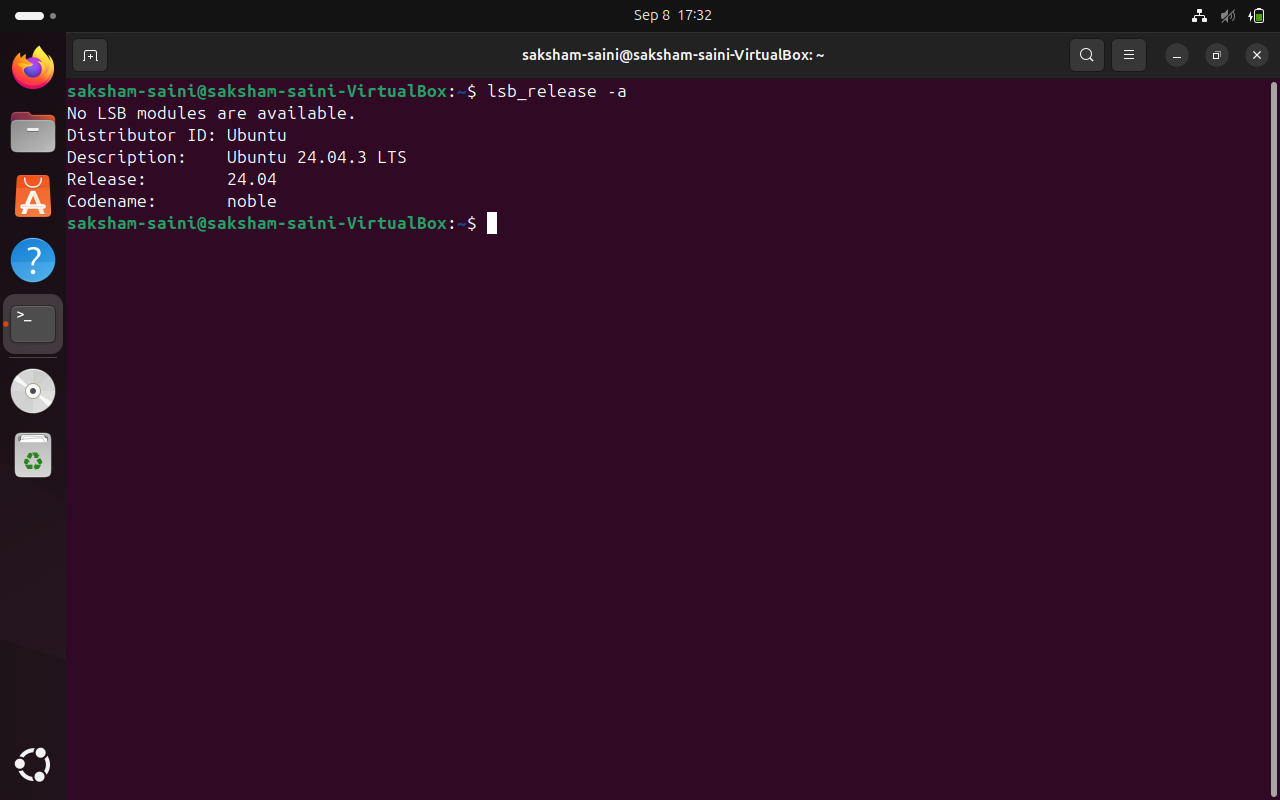 Sep 8 17:32
saksham-saini@saksham-saini-VirtualBox: ~
saksham-saini@saksham-saini-VirtualBox:~$ lsb_release -a
No LSB modules are available.
Distributor ID: Ubuntu
Description:    Ubuntu 24.04.3 LTS
Release:        24.04
Codename:       noble
saksham-saini@saksham-saini-VirtualBox:~$